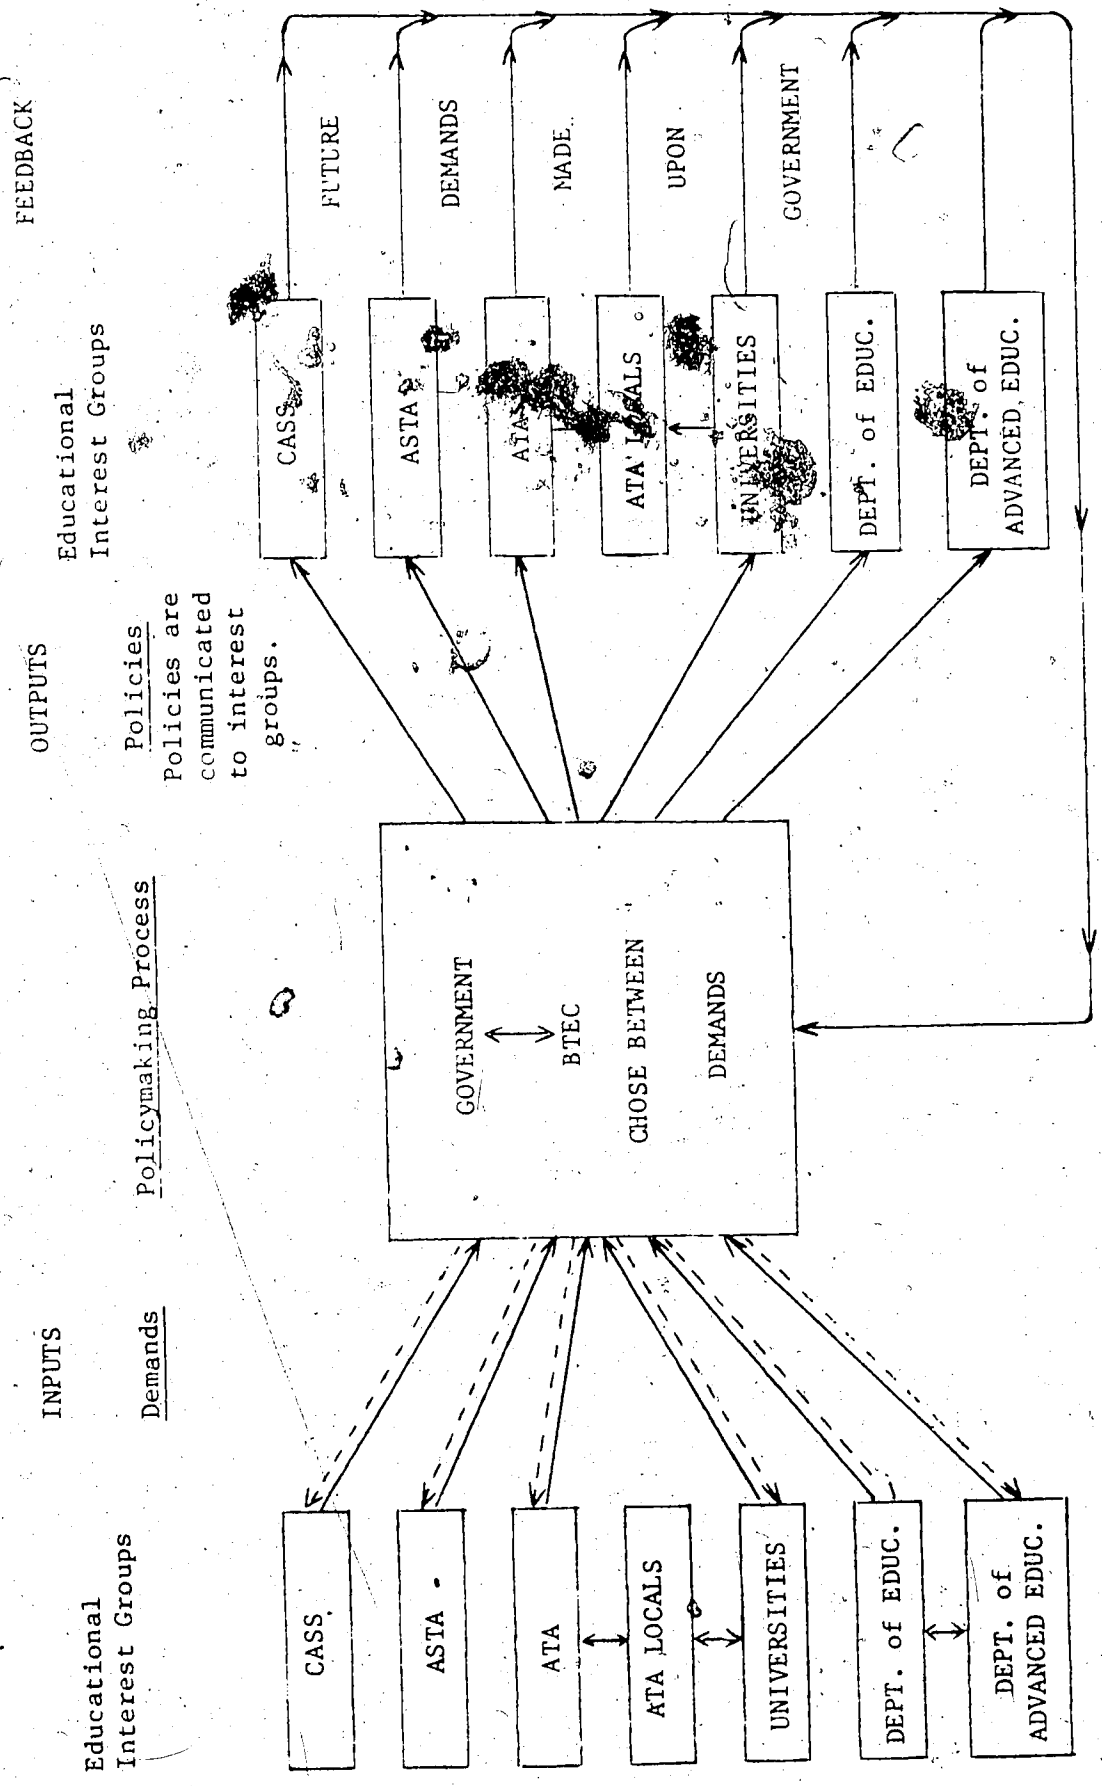 INPUTS
OUTPUTS
FEEDBACK
Educational
Interest Groups
Demands
Policymaking Process
Policies
Policies are
communicated
to interest
groups.
Educational
Interest Groups
CASS
ASTA
ATA
ATA LOCALS
UNIVERSITIES
DEPT. of EDUC.
DEPT. of
ADVANCED EDUC.
GOVERNMENT
BTEC
CHOSE BETWEEN
DEMANDS
CASS
ASTA
ATA
ATA LOCALS
UNIVERSITIES
DEPT. of EDUC.
DEPT. of
ADVANCED EDUC.
FUTURE
DEMANDS
MADE
UPON
GOVERNMENT